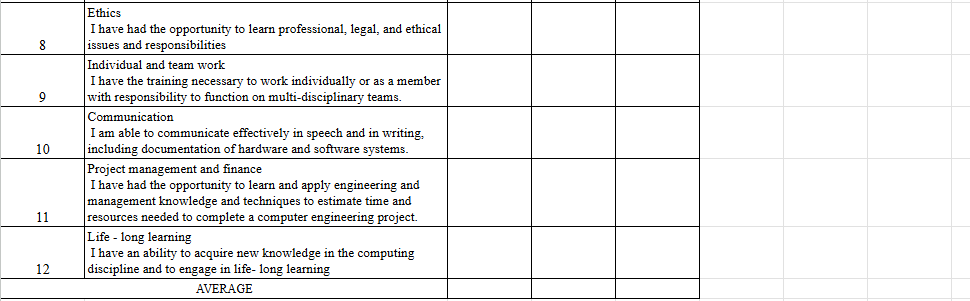 Ethics
I have had the opportunity to learn professional, legal, and ethical
8 issues and responsibilities
Individual and team work
I have the training necessary to work individually or as a member
9 with responsibility to function on multi-disciplinary teams.
Communication
I am able to communicate effectively in speech and in writing,
10 including documentation of hardware and software systems.
Project management and finance
I have had the opportunity to learn and apply engineering and
management knowledge and techniques to estimate time and
11 resources needed to complete a computer engineering project.
Life - long learning
I have an ability to acquire new knowledge in the computing
12 discipline and to engage in life- long learning
AVERAGE